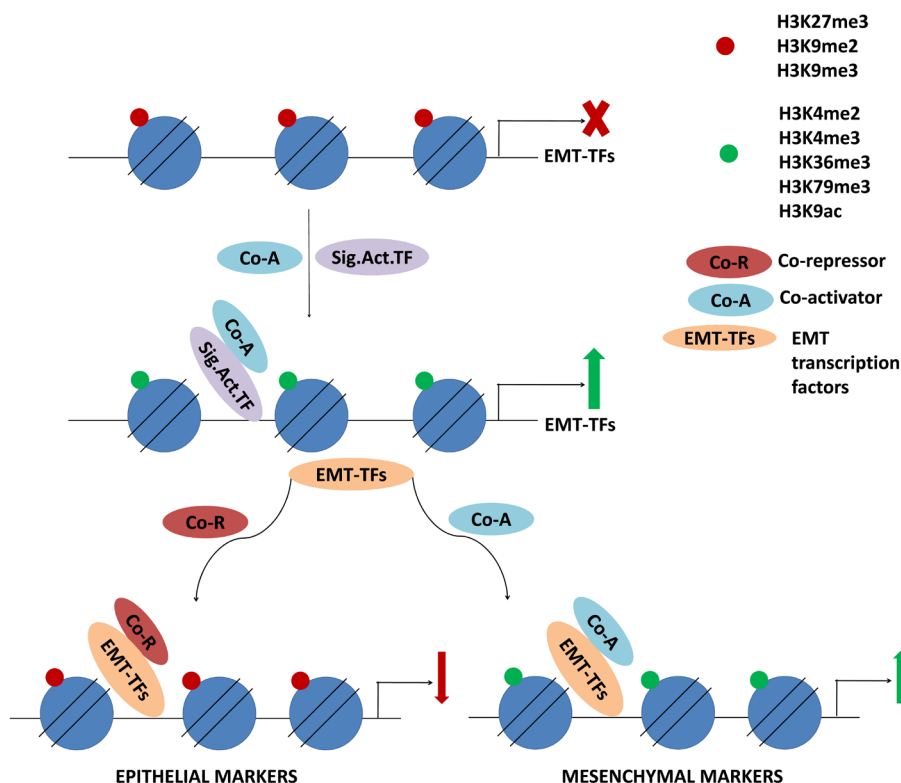 H3K27me3
H3K9me2
H3K9me3
H3K4me2
H3K4me3
H3K36me3
H3K79me3
H3K9ac
EMT-TFs
Co-A
Sig.Act.TF
Co-R
Co-repressor
Co-A
Co-activator
EMT-TFs
EMT
transcription
factors
Co-A
Sig.Act.TF
EMT-TFs
EMT-TFs
Co-R
Co-A
Co-R
EMT-TFs
Co-A
EMT-TFs
EPITHELIAL MARKERS
MESENCHYMAL MARKERS